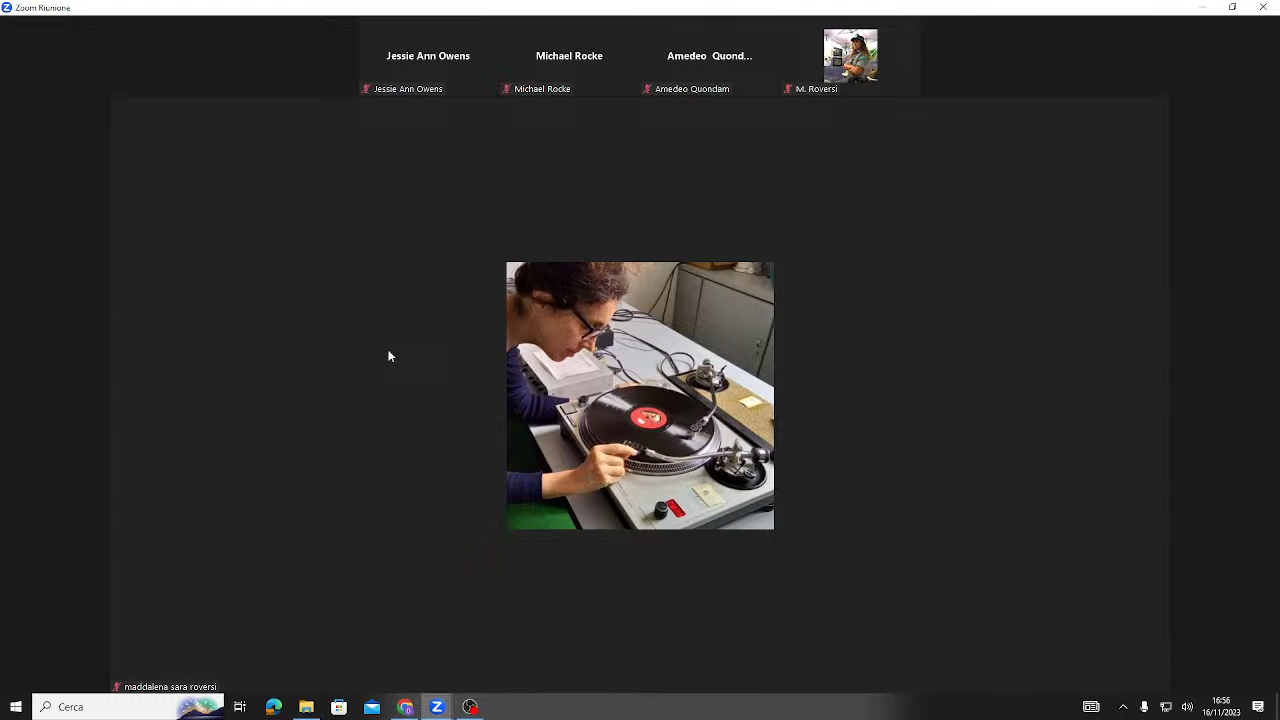 Zoom Riunione
Jessie Ann Owens
Michael Rocke
Amedeo Quond...
Jessie Ann Owens
Michael Rocke
Amedeo Quondam
M. Roversi
maddalena sara roversi
Cerca
16:56
16/11/2023